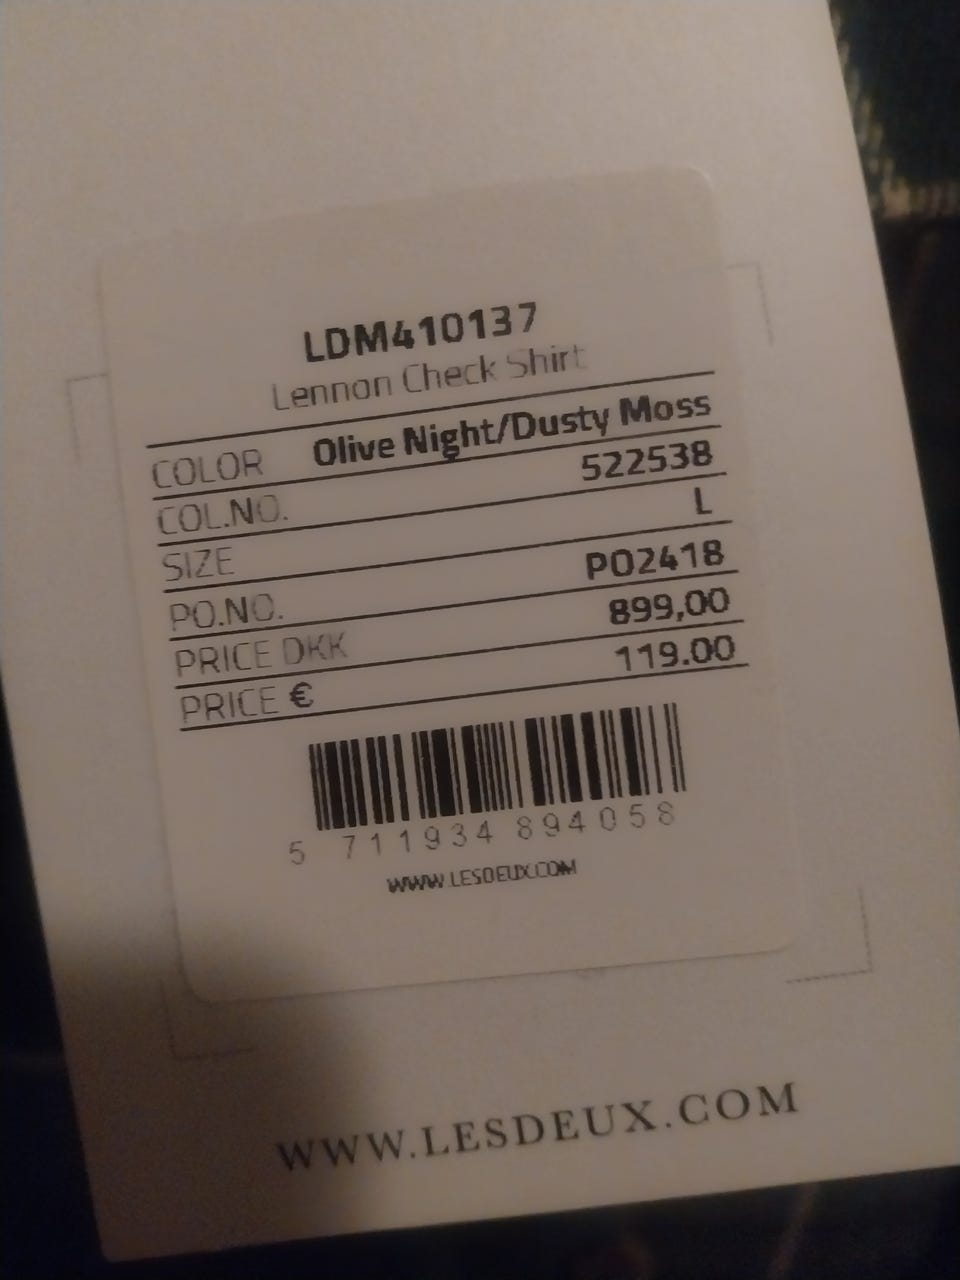 LDM410137
Lennon Check Shirt
COLOR Olive Night/Dusty Moss
COL.NO. 522538
SIZE L
PO.NO. PO2418
PRICE DKK 899,00
PRICE € 119.00
5 711934 894058
WWW.LESDEUX.COM
WWW.LESDEUX.COM